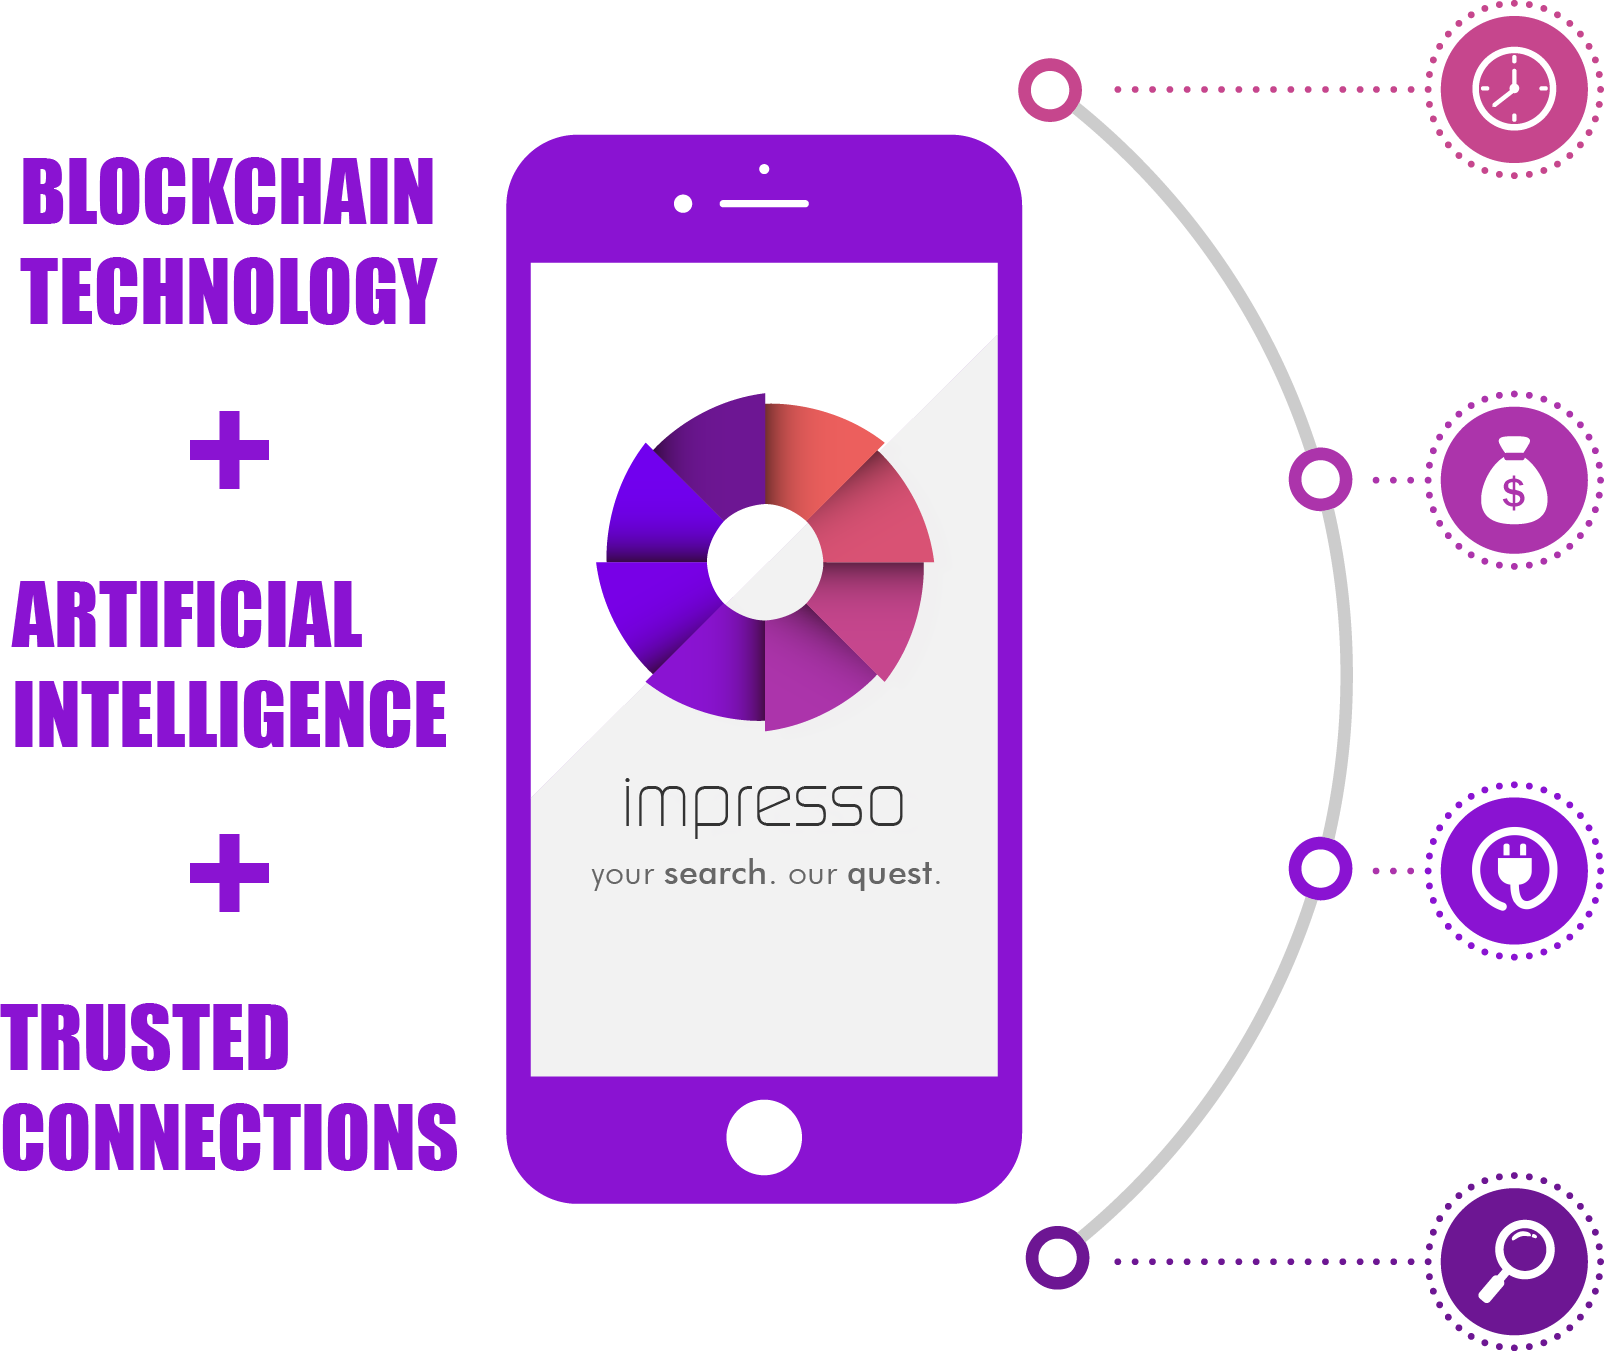 BLOCKCHAIN
TECHNOLOGY
+
ARTIFICIAL
INTELLIGENCE
+
TRUSTED
CONNECTIONS
impresso
your search. our quest.
$